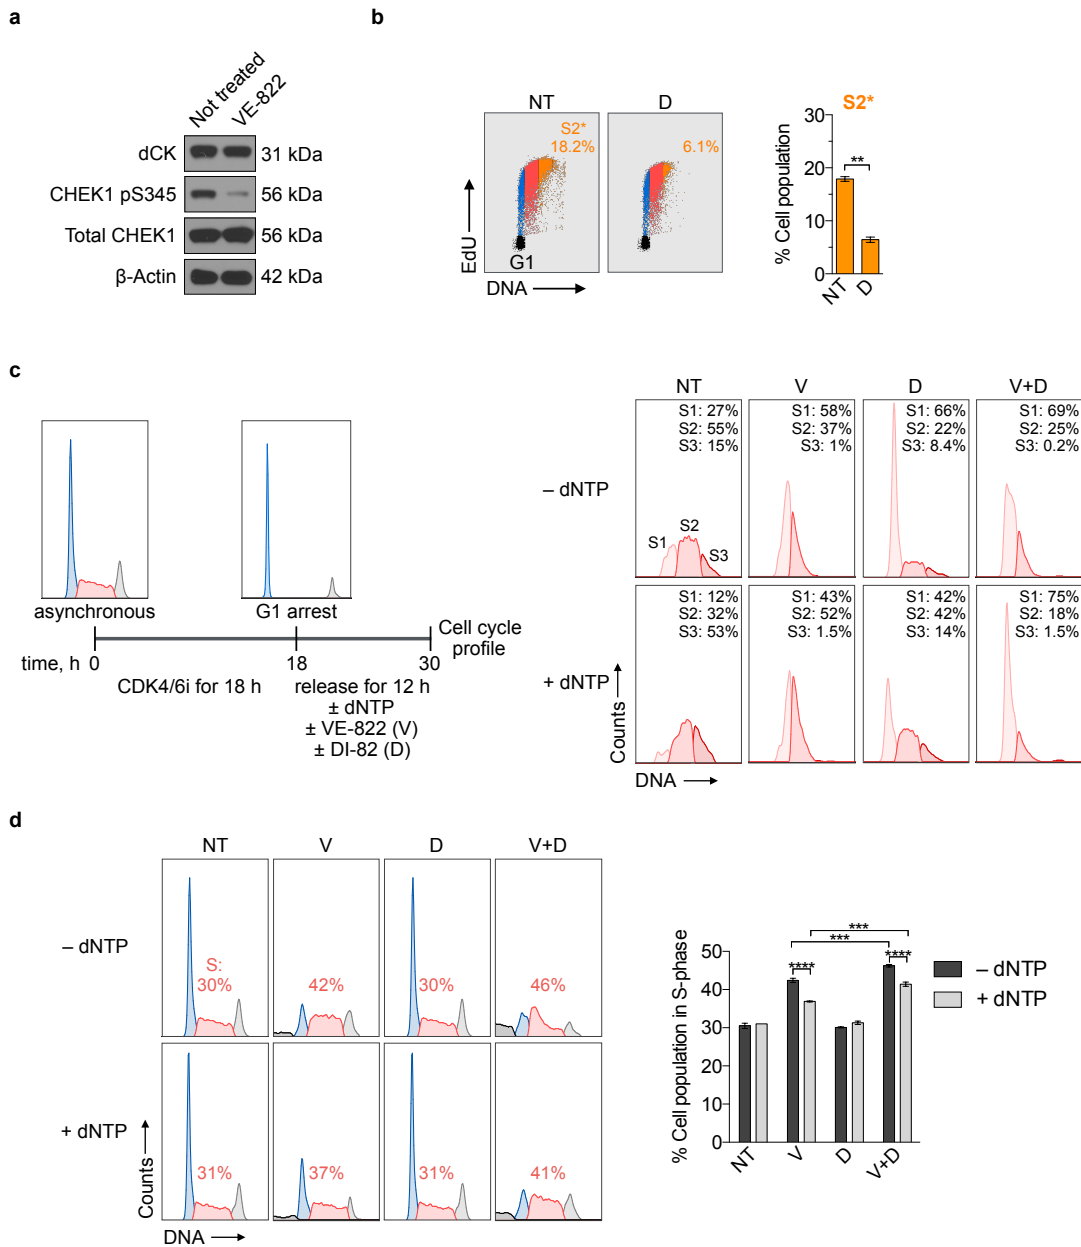 a
Not treated
VE-822
dCK
31 kDa
CHEK1 pS345
56 kDa
Total CHEK1
56 kDa
β-Actin
42 kDa
b
NT
D
S2*
18.2%
6.1%
G1
EdU
DNA
S2*
% Cell population
30
20
10
0
**
NT
D
c
asynchronous
G1 arrest
Cell cycle
profile
time, h
0
18
30
CDK4/6i for 18 h
release for 12 h
± dNTP
± VE-822 (V)
± DI-82 (D)
NT
V
D
V+D
– dNTP
S1: 27%
S2: 55%
S3: 15%
S1
S2
S3
S1: 58%
S2: 37%
S3: 1%
S1: 66%
S2: 22%
S3: 8.4%
S1: 69%
S2: 25%
S3: 0.2%
+ dNTP
S1: 12%
S2: 32%
S3: 53%
S1: 43%
S2: 52%
S3: 1.5%
S1: 42%
S2: 42%
S3: 14%
S1: 75%
S2: 18%
S3: 1.5%
Counts
DNA
d
NT
V
D
V+D
– dNTP
S:
30%
42%
30%
46%
+ dNTP
31%
37%
31%
41%
Counts
DNA
% Cell population in S-phase
50
40
30
20
10
0
***
***
****
****
NT
V
D
V+D
– dNTP
+ dNTP